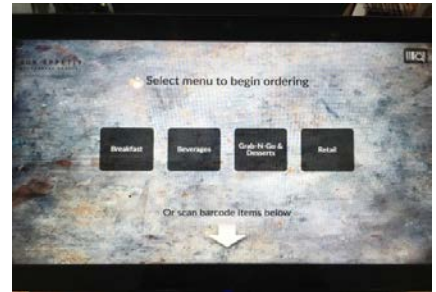 Select menu to begin ordering
Breakfast
Beverages
Grab-N-Go &
Desserts
Retail
Or scan barcode items below